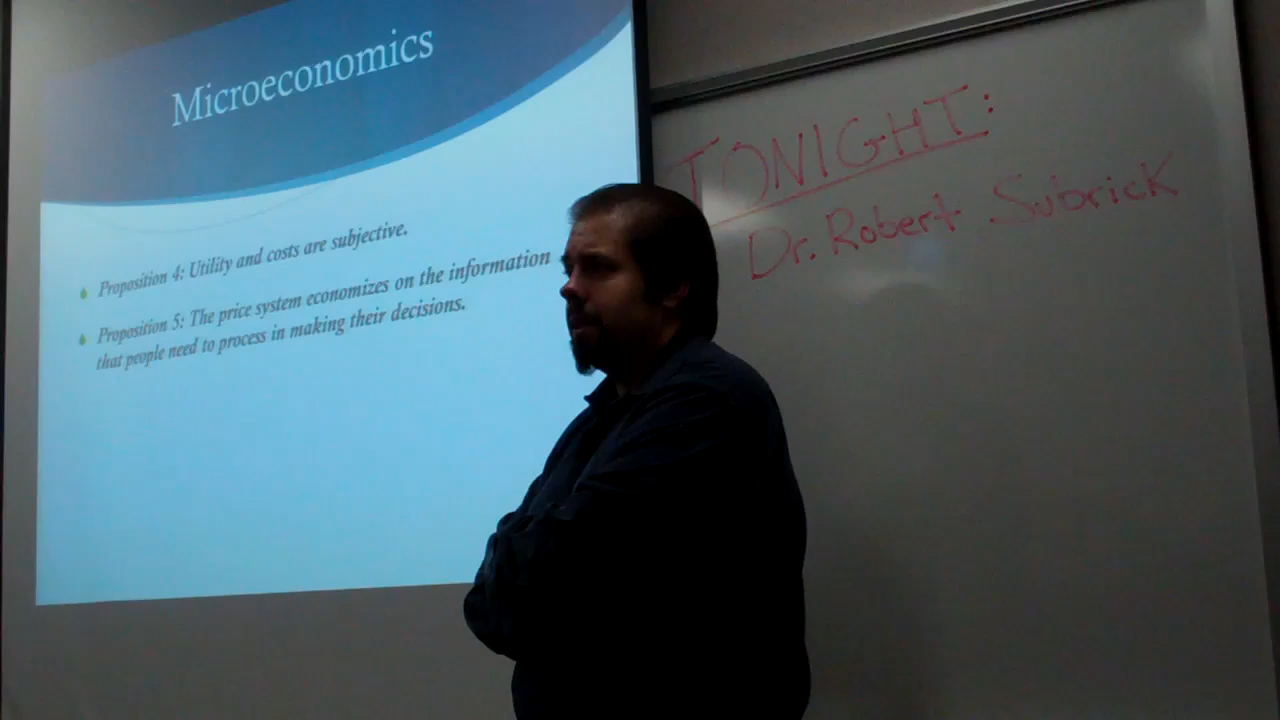 Microeconomics
Proposition 4: Utility and costs are subjective.
Proposition 5: The price system economizes on the information
that people need to process in making their decisions.
TONIGHT:
Dr. Robert Subrick